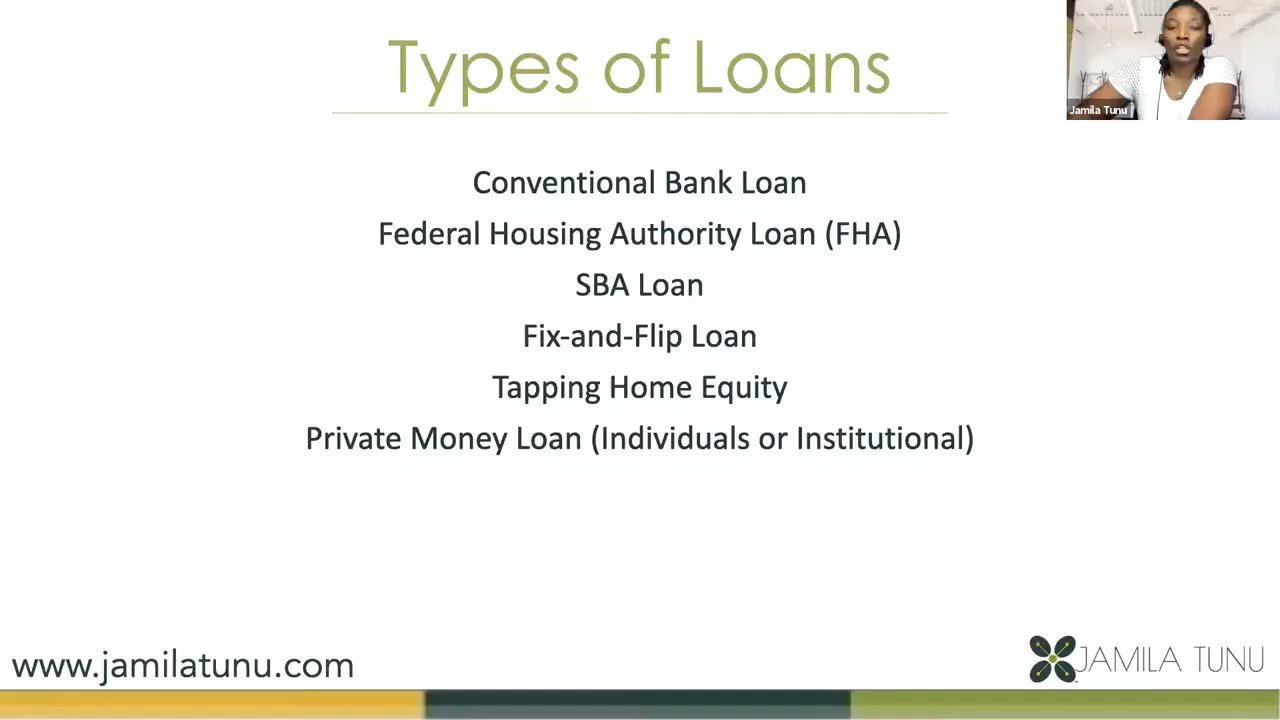 Types of Loans
Jamila Tunu
Conventional Bank Loan
Federal Housing Authority Loan (FHA)
SBA Loan
Fix-and-Flip Loan
Tapping Home Equity
Private Money Loan (Individuals or Institutional)
www.jamilatunu.com
JAMILA TUNU